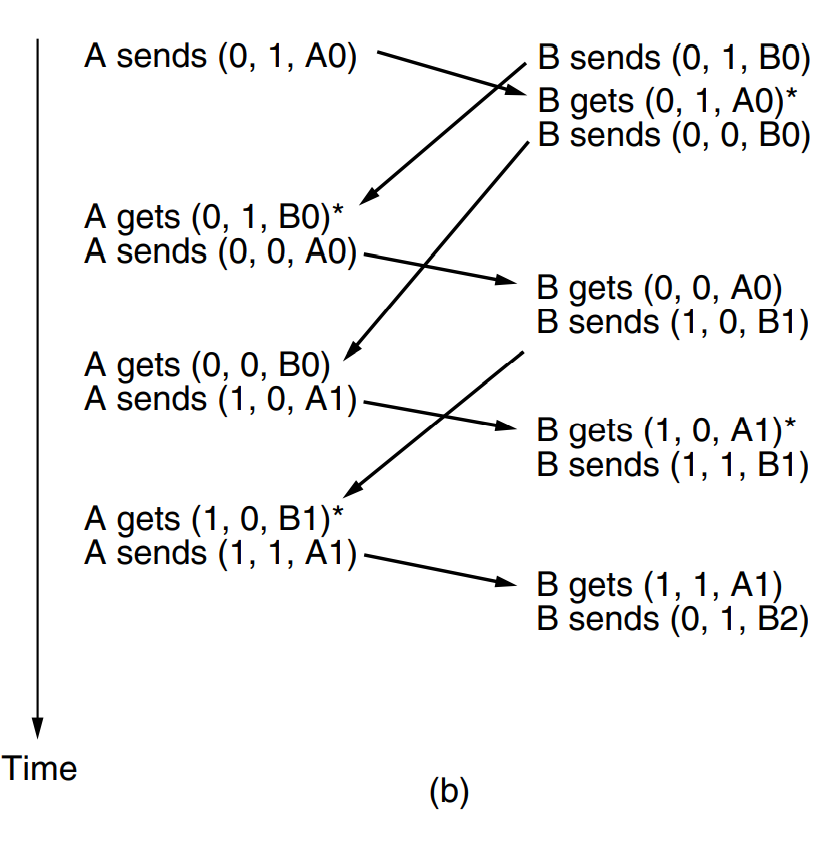 A sends (0, 1, A0)
B sends (0, 1, B0)
B gets (0, 1, A0)*
B sends (0, 0, B0)
A gets (0, 1, B0)*
A sends (0, 0, A0)
B gets (0, 0, A0)
B sends (1, 0, B1)
A gets (0, 0, B0)
A sends (1, 0, A1)
B gets (1, 0, A1)*
B sends (1, 1, B1)
A gets (1, 0, B1)*
A sends (1, 1, A1)
B gets (1, 1, A1)
B sends (0, 1, B2)
Time
(b)